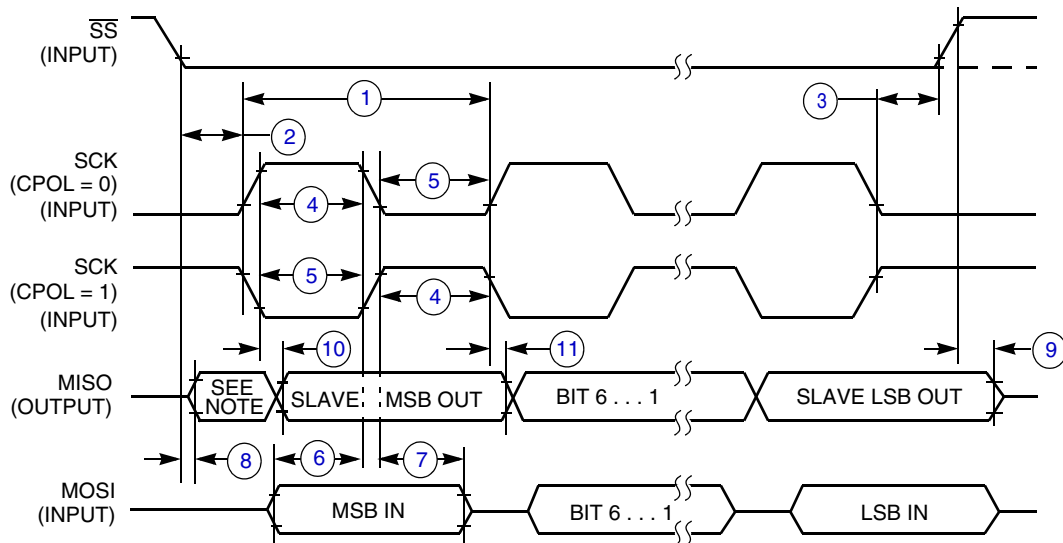 SS
(INPUT)
1
3
2
SCK
(CPOL = 0)
(INPUT)
5
4
SCK
(CPOL = 1)
(INPUT)
5
4
10
11
9
MISO
(OUTPUT)
SEE
NOTE
SLAVE
MSB OUT
BIT 6 . . . 1
SLAVE LSB OUT
8
6
7
MOSI
(INPUT)
MSB IN
BIT 6 . . . 1
LSB IN